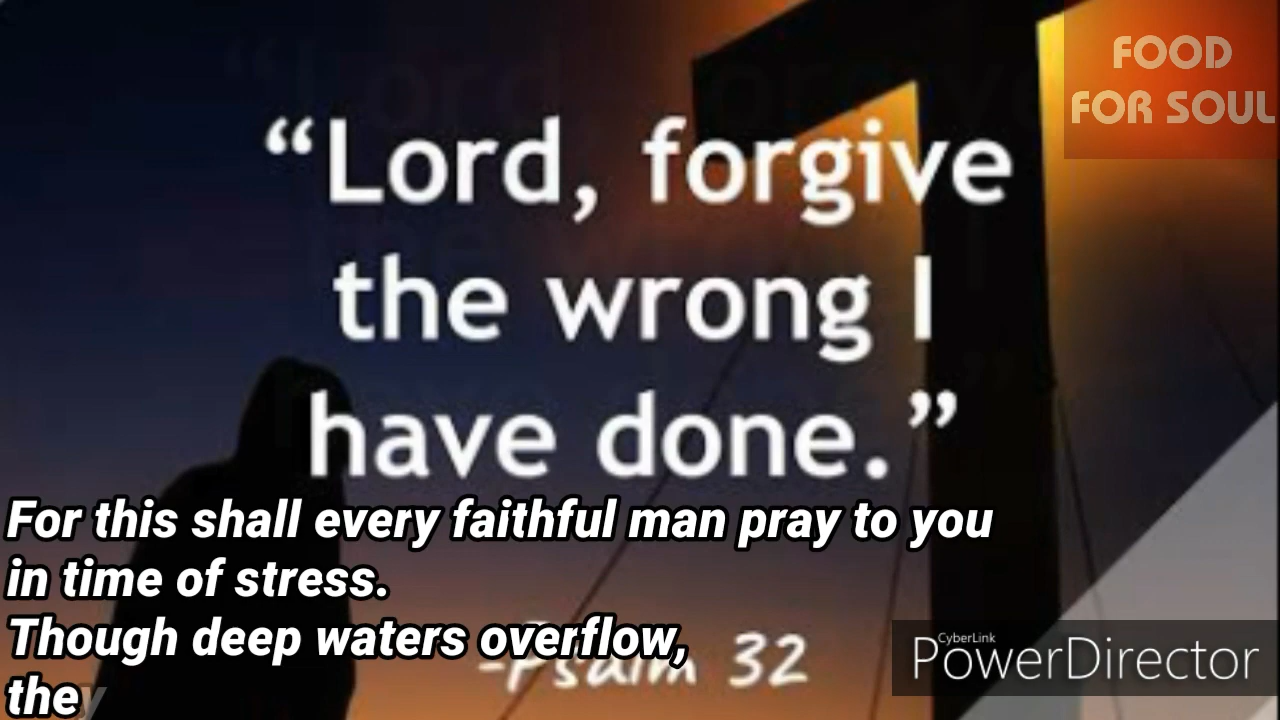 FOOD
FOR SOUL
“Lord, forgive
the wrong I
have done.”
For this shall every faithful man pray to you
in time of stress.
Though deep waters overflow,
they
-Psalm 32
CyberLink
PowerDirector